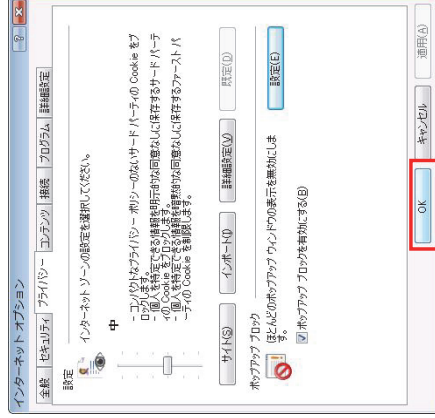 インターネット オプション
全般 セキュリティ プライバシー コンテンツ 接続 プログラム 詳細設定
設定
インターネット ゾーンの設定を選択してください。
中
- コンパクトなプライバシー ポリシーのないサード パーティの Cookie をブ
ロックします。
- 個人を特定できる情報を明示的な同意なしに保存するサード パーテ
ィの Cookie をブロックします。
- 個人を特定できる情報を暗黙的な同意なしに保存するファースト パ
ーティの Cookie を制限します。
サイト(S) インポート(I) 詳細設定(V) 既定(D)
ポップアップ ブロック
ほとんどのポップアップ ウィンドウの表示を無効にしま
す。
設定(E)
ポップアップ ブロックを有効にする(B)
OK キャンセル 適用(A)